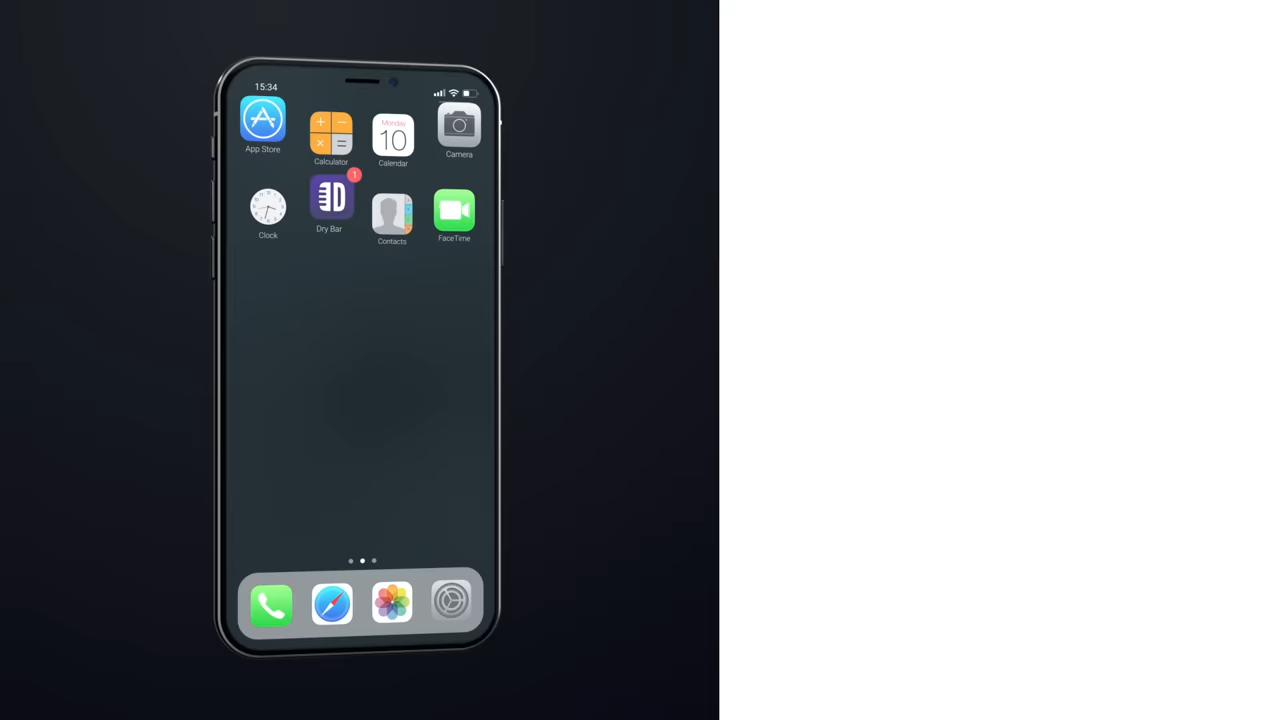 15:34
App Store
Calculator
Monday
10
Calendar
Camera
Clock
1
Dry Bar
Contacts
FaceTime